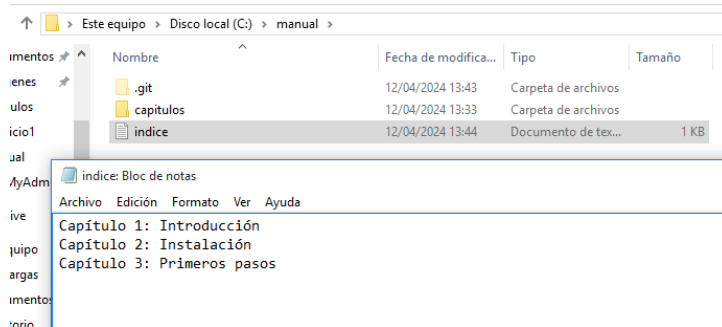 Este equipo > Disco local (C:) > manual >
Nombre Fecha de modifica... Tipo Tamaño
.git 12/04/2024 13:43 Carpeta de archivos
capitulos 12/04/2024 13:33 Carpeta de archivos
indice 12/04/2024 13:44 Documento de tex... 1 KB
indice: Bloc de notas
Archivo Edición Formato Ver Ayuda
Capítulo 1: Introducción
Capítulo 2: Instalación
Capítulo 3: Primeros pasos